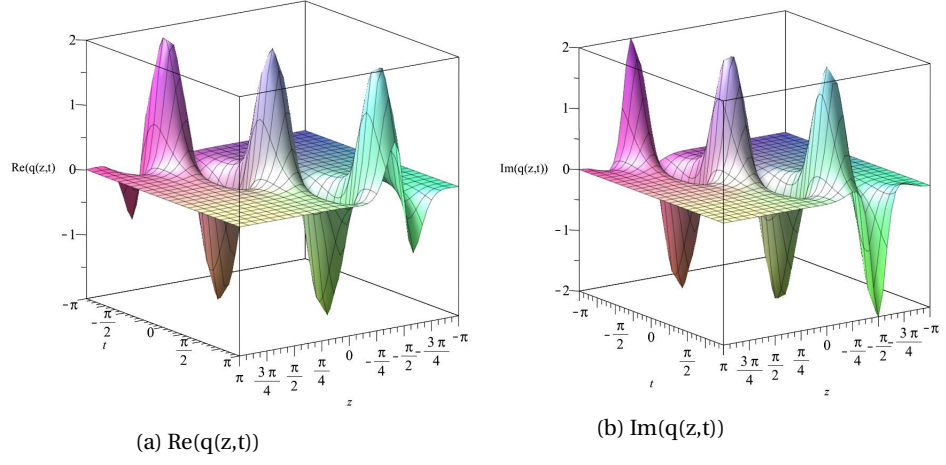 2
1
Re(q(z,t)
0
−1
−π
−π/2
0
π/2
π
t
π
3π/4
π/2
π/4
0
−π/4
−π/2
−3π/4
−π
z
(a) Re(q(z,t))
2
1
Im(q(z,t))
0
−1
−2
−π
−π/2
0
π/2
π
t
π
3π/4
π/2
π/4
0
−π/4
−π/2
−3π/4
−π
z
(b) Im(q(z,t))